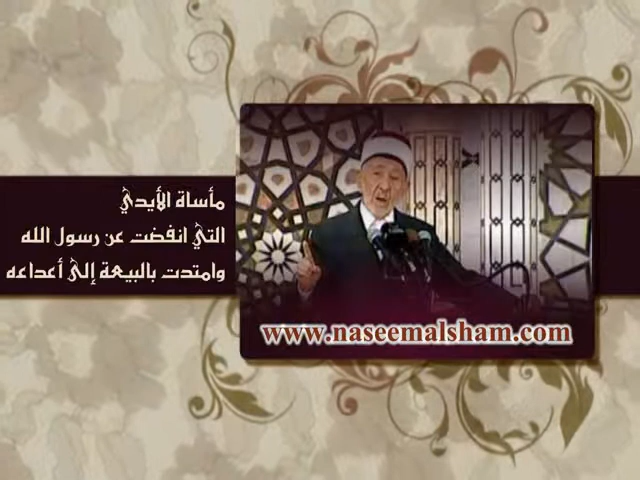 مأساة الأيدي
التي انفضت عن رسول الله
وامتدت بالبيعة إلى أعدائه
www.naseemalsham.com